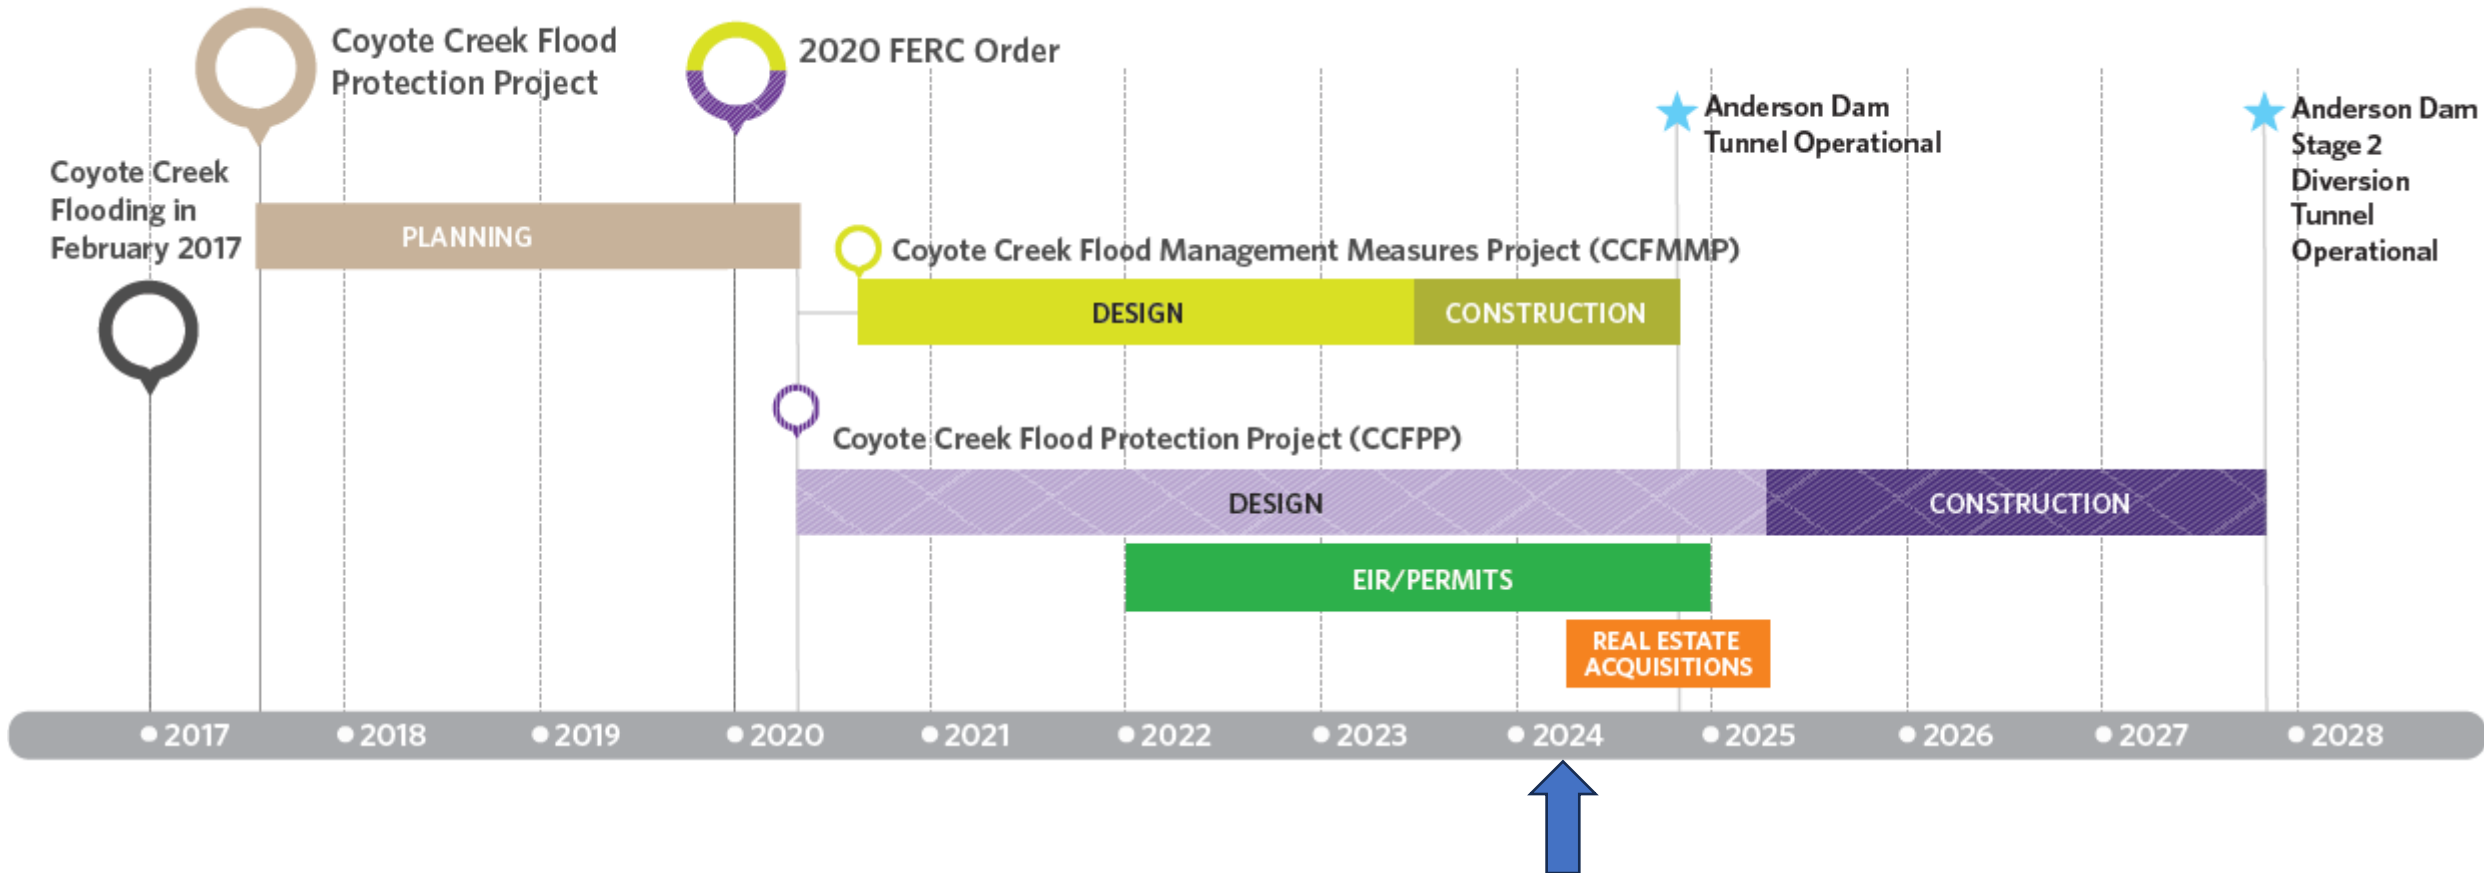 Coyote Creek Flood
Protection Project
2020 FERC Order
Anderson Dam
Tunnel Operational
Anderson Dam
Stage 2
Diversion
Tunnel
Operational
Coyote Creek
Flooding in
February 2017
PLANNING
Coyote Creek Flood Management Measures Project (CCFMMP)
DESIGN
CONSTRUCTION
Coyote Creek Flood Protection Project (CCFPP)
DESIGN
CONSTRUCTION
EIR/PERMITS
REAL ESTATE
ACQUISITIONS
2017
2018
2019
2020
2021
2022
2023
2024
2025
2026
2027
2028